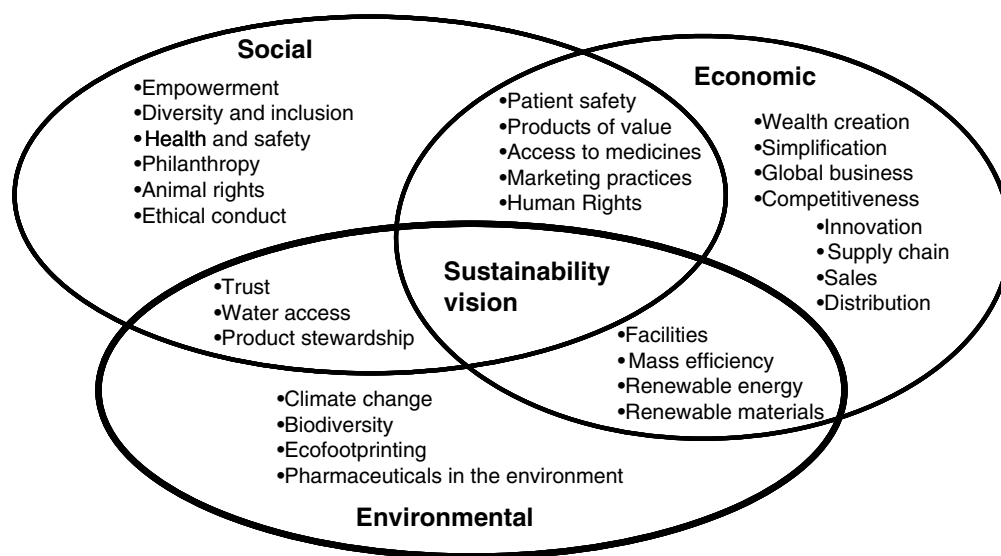 Social
•Empowerment
•Diversity and inclusion
•Health and safety
•Philanthropy
•Animal rights
•Ethical conduct
•Patient safety
•Products of value
•Access to medicines
•Marketing practices
•Human Rights
Economic
•Wealth creation
•Simplification
•Global business
•Competitiveness
•Innovation
•Supply chain
•Sales
•Distribution
•Trust
•Water access
•Product stewardship
Sustainability
vision
•Facilities
•Mass efficiency
•Renewable energy
•Renewable materials
•Climate change
•Biodiversity
•Ecofootprinting
•Pharmaceuticals in the environment
Environmental